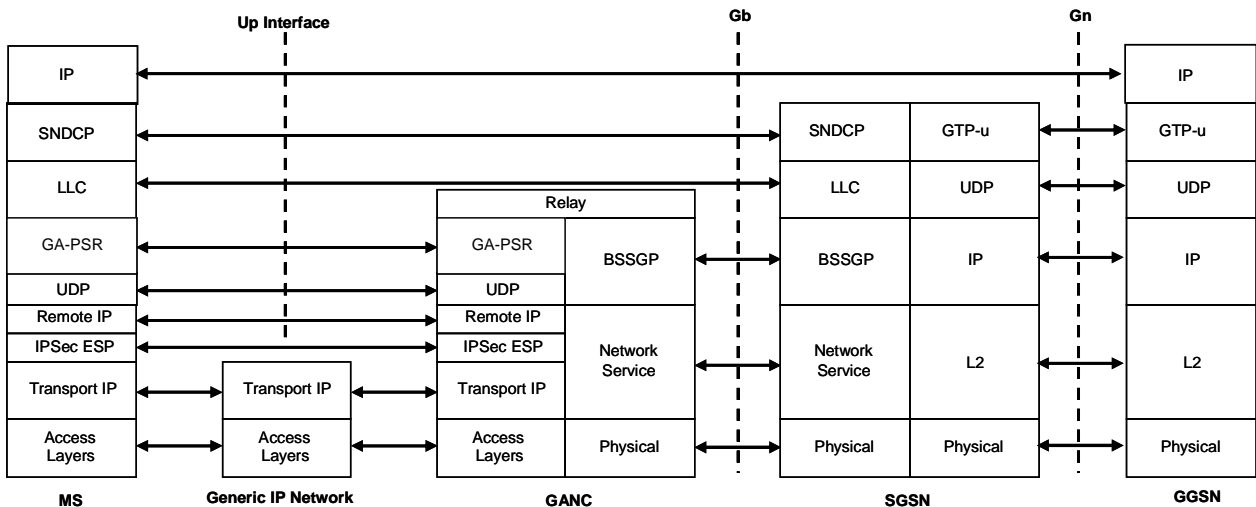 Up Interface
Gb
Gn
IP
IP
SNDCP
SNDCP
GTP-u
GTP-u
LLC
LLC
UDP
UDP
Relay
GA-PSR
GA-PSR
BSSGP
BSSGP
IP
IP
UDP
UDP
Remote IP
Remote IP
IPSec ESP
IPSec ESP
Network
Service
Network
Service
L2
L2
Transport IP
Transport IP
Transport IP
Access
Layers
Access
Layers
Access
Layers
Physical
Physical
Physical
Physical
MS
Generic IP Network
GANC
SGSN
GGSN